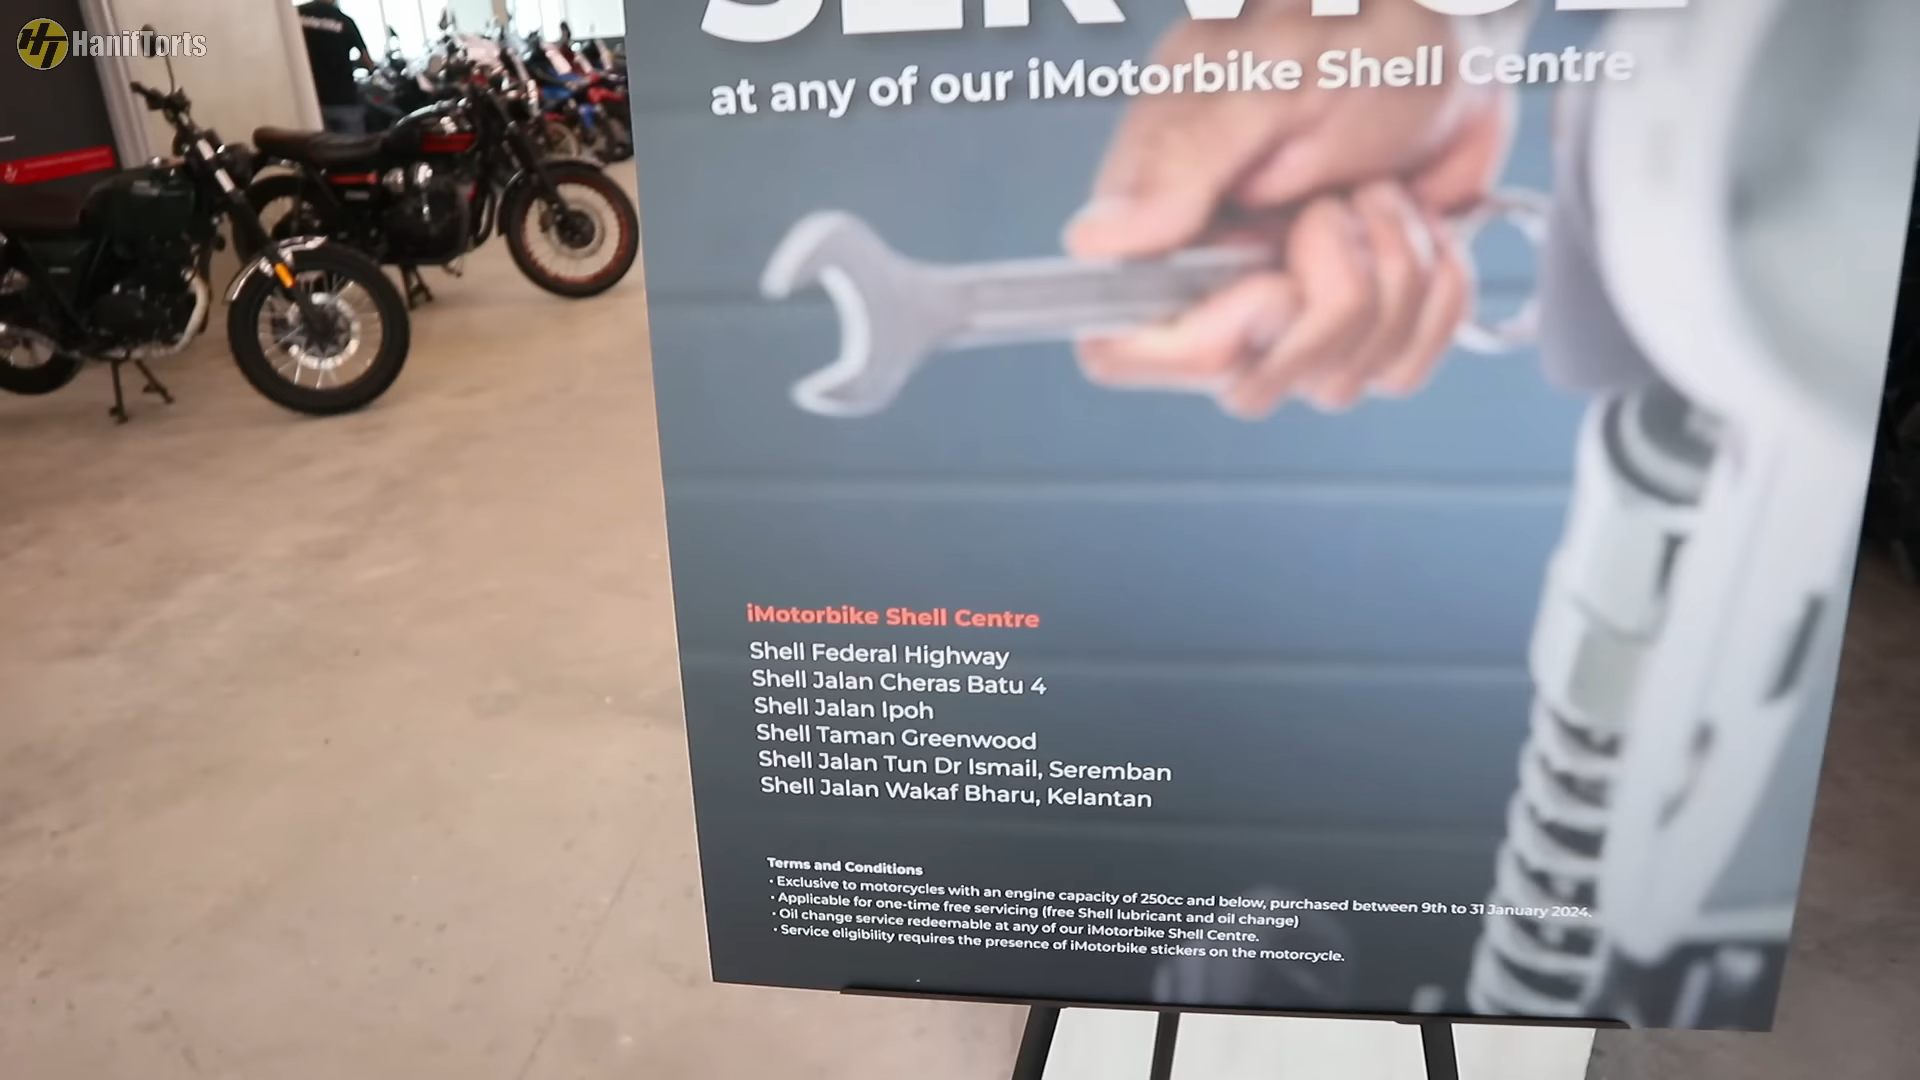 HanifTorts
SERVICE
at any of our iMotorbike Shell Centre
iMotorbike Shell Centre
Shell Federal Highway
Shell Jalan Cheras Batu 4
Shell Jalan Ipoh
Shell Taman Greenwood
Shell Jalan Tun Dr Ismail, Seremban
Shell Jalan Wakaf Bharu, Kelantan
Terms and Conditions
• Exclusive to motorcycles with an engine capacity of 250cc and below, purchased between 9th to 31 January 2024.
• Applicable for one-time free servicing (free Shell lubricant and oil change)
• Oil change service redeemable at any of our iMotorbike Shell Centre.
• Service eligibility requires the presence of iMotorbike stickers on the motorcycle.